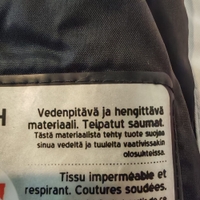 H
Vedenpitävä ja hengittävä
materiaali. Teipatut saumat.
Tästä materiaalista tehty tuote suojaa
sinua vedeltä ja tuulelta vaativissakin
olosuhteissa.
Tissu imperméable et
respirant. Coutures soudées.